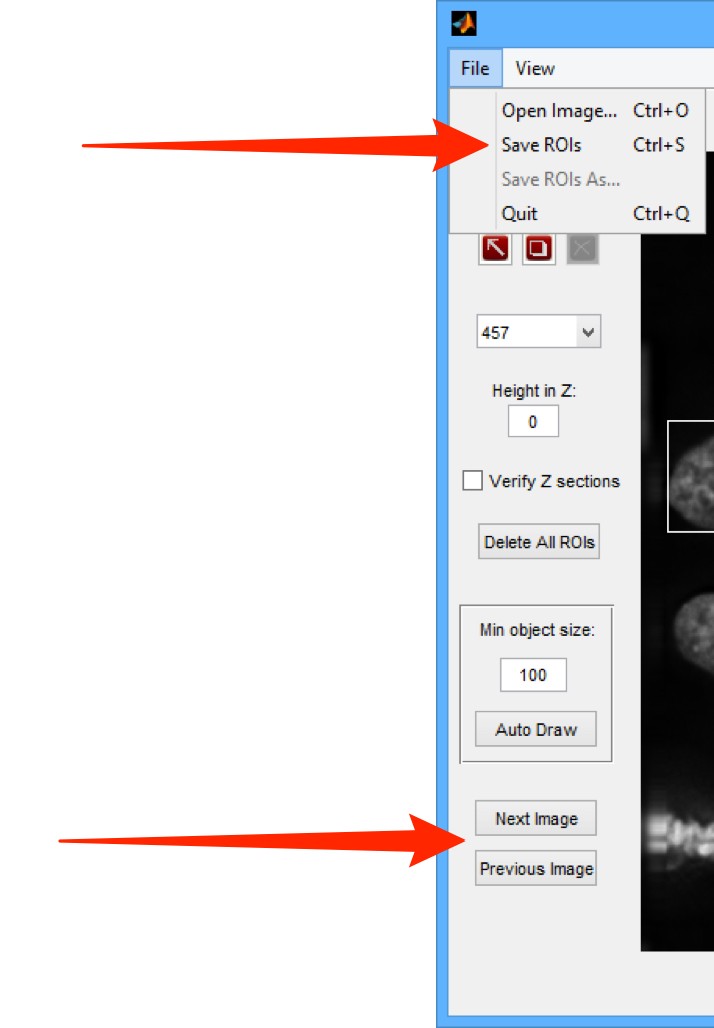 File View
Open Image... Ctrl+O
Save ROIs Ctrl+S
Save ROIs As...
Quit Ctrl+Q
457
Height in Z:
0
Verify Z sections
Delete All ROIs
Min object size:
100
Auto Draw
Next Image
Previous Image